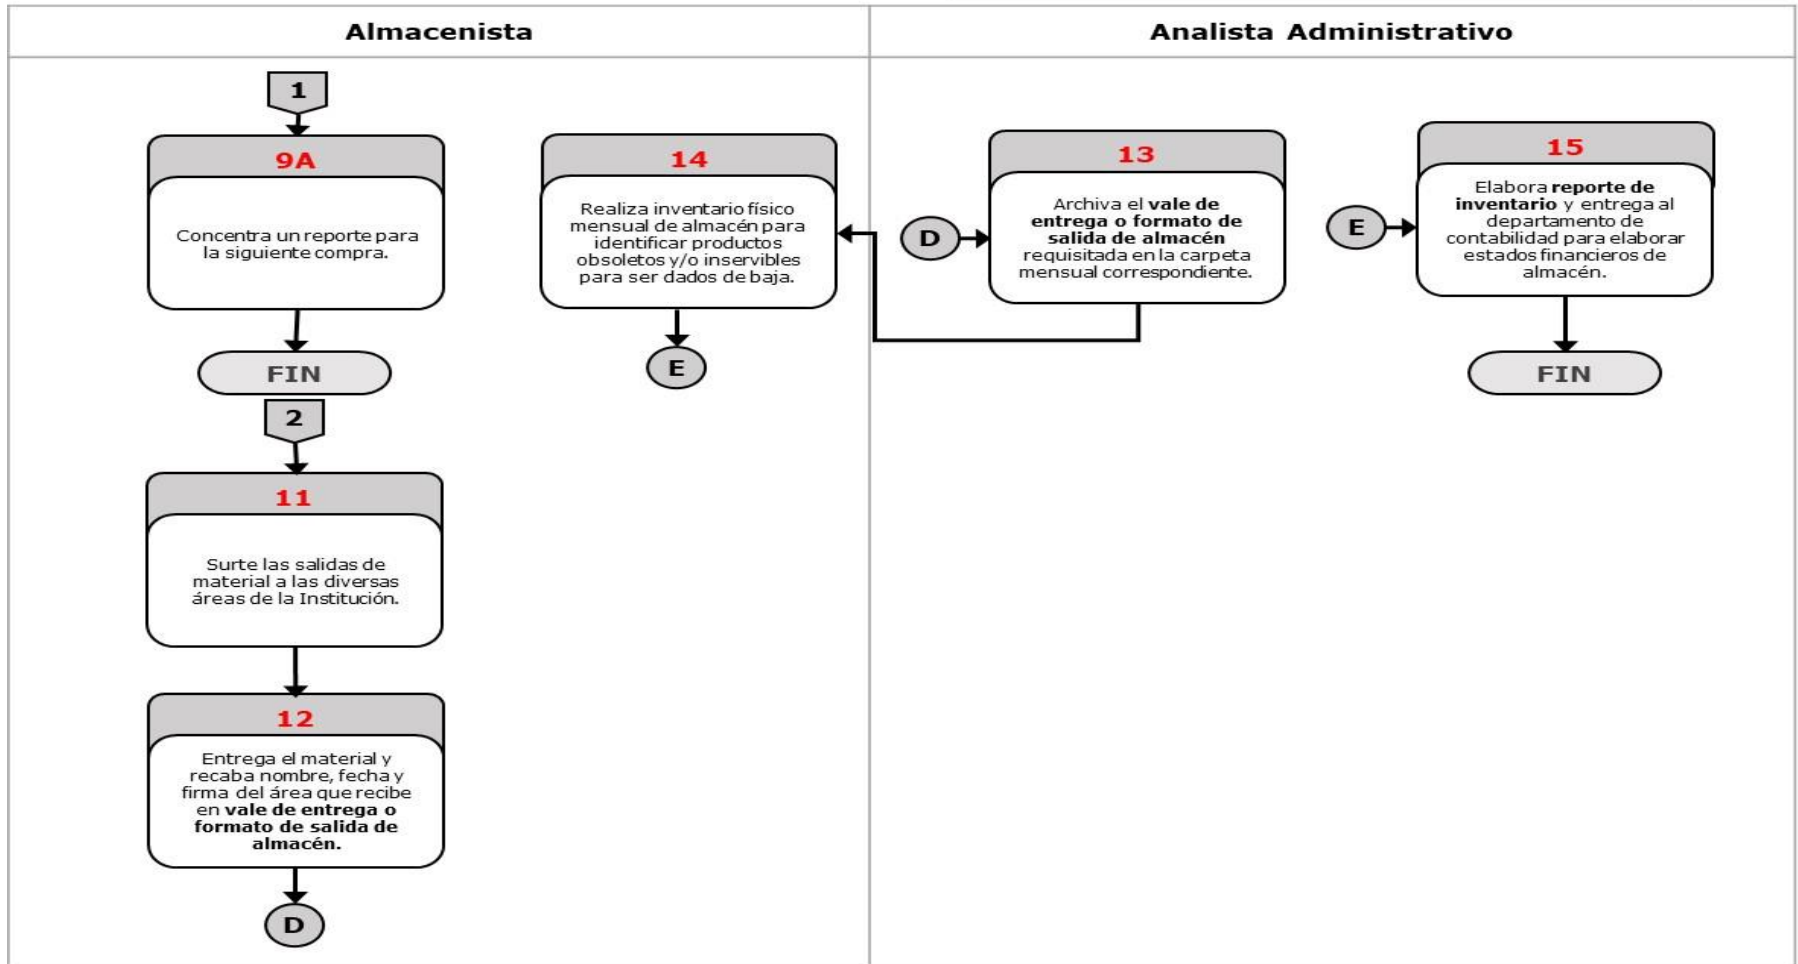 Almacenista
Analista Administrativo
1
9A
Concentra un reporte para
la siguiente compra.
FIN
2
11
Surte las salidas de
material a las diversas
áreas de la Institución.
12
Entrega el material y
recaba nombre, fecha y
firma del área que recibe
en vale de entrega o
formato de salida de
almacén.
D
14
Realiza inventario físico
mensual de almacén para
identificar productos
obsoletos y/o inservibles
para ser dados de baja.
E
D
13
Archiva el vale de
entrega o formato de
salida de almacén
requisitada en la carpeta
mensual correspondiente.
E
15
Elabora reporte de
inventario y entrega al
departamento de
contabilidad para elaborar
estados financieros de
almacén.
FIN